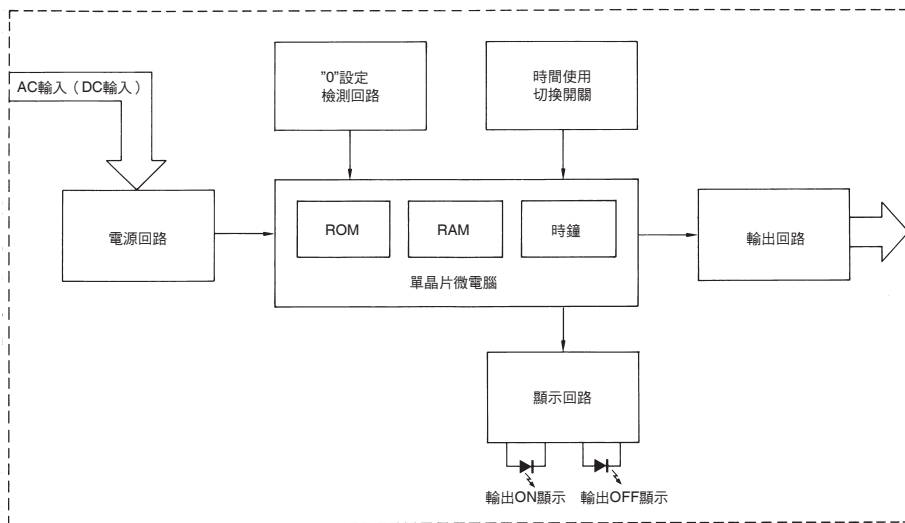 AC輸入（DC輸入）
"0"設定
檢測回路
時間使用
切換開關
電源回路
ROM
RAM
時鐘
單晶片微電腦
輸出回路
顯示回路
輸出ON顯示
輸出OFF顯示